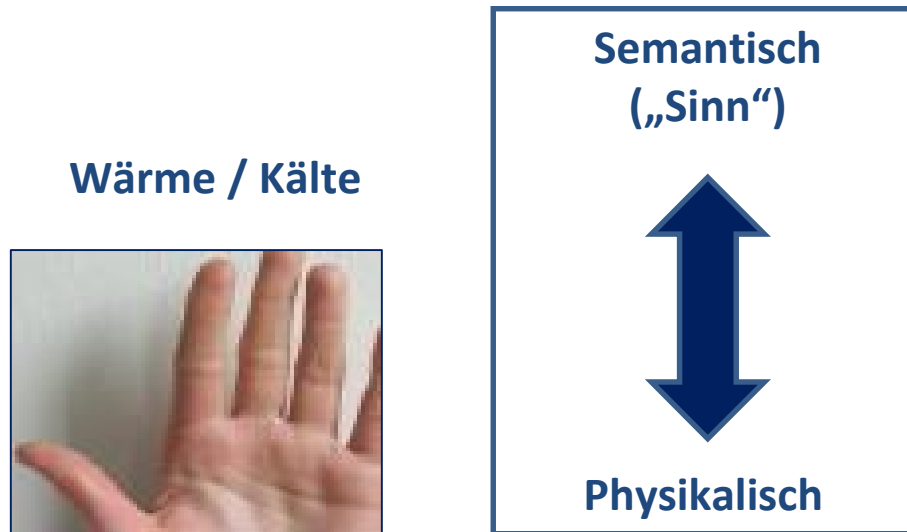 Semantisch
(„Sinn“)
Wärme / Kälte
Physikalisch